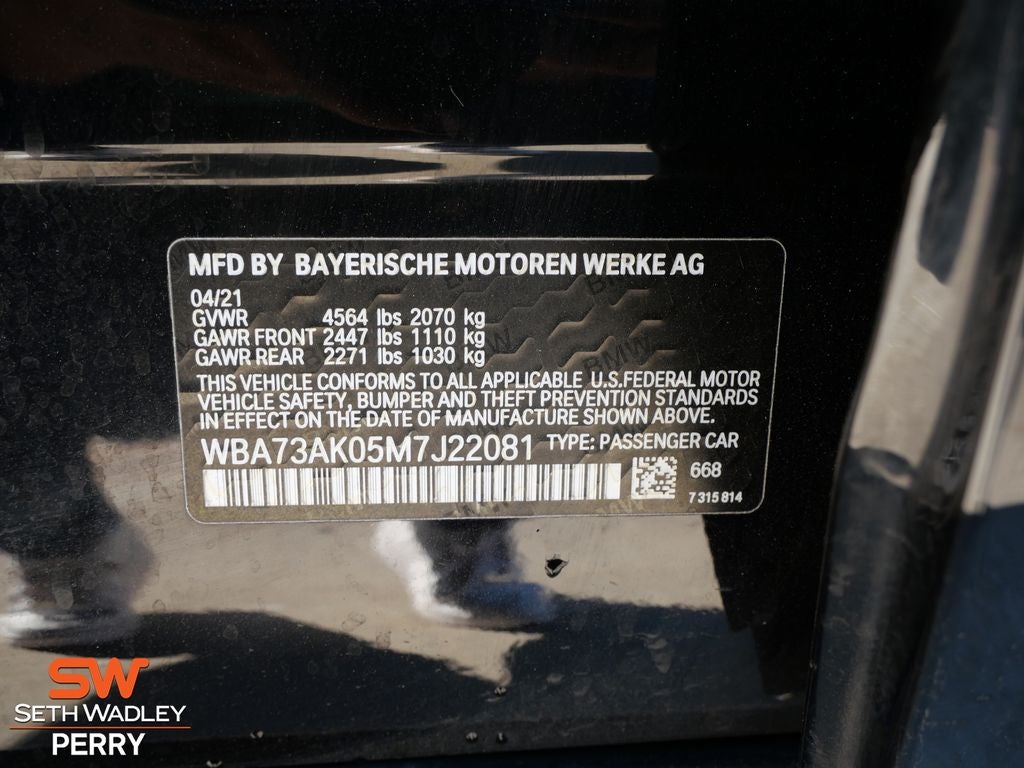 MFD BY BAYERISCHE MOTOREN WERKE AG
04/21
GVWR 4564 lbs 2070 kg
GAWR FRONT 2447 lbs 1110 kg
GAWR REAR 2271 lbs 1030 kg
THIS VEHICLE CONFORMS TO ALL APPLICABLE U.S.FEDERAL MOTOR
VEHICLE SAFETY, BUMPER AND THEFT PREVENTION STANDARDS
IN EFFECT ON THE DATE OF MANUFACTURE SHOWN ABOVE.
WBA73AK05M7J22081 TYPE: PASSENGER CAR
668
7 315 814
BMW
SW
SETH WADLEY
PERRY